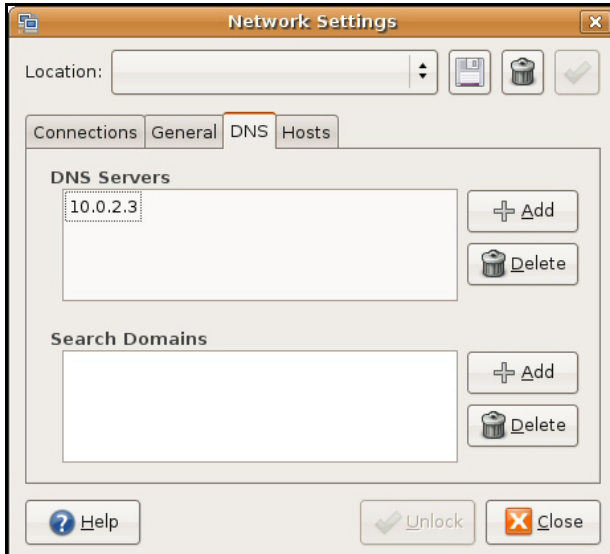 Network Settings
Location:
Connections General DNS Hosts
DNS Servers
10.0.2.3
Add
Delete
Search Domains
Add
Delete
Help Unlock Close